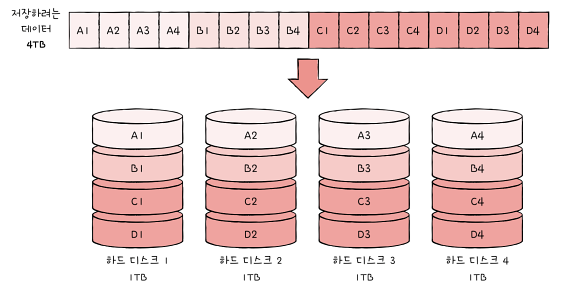 저장하려는
데이터
4TB
A1 A2 A3 A4 B1 B2 B3 B4 C1 C2 C3 C4 D1 D2 D3 D4
A1 A2 A3 A4
B1 B2 B3 B4
C1 C2 C3 C4
D1 D2 D3 D4
하드 디스크 1 하드 디스크 2 하드 디스크 3 하드 디스크 4
1TB 1TB 1TB 1TB